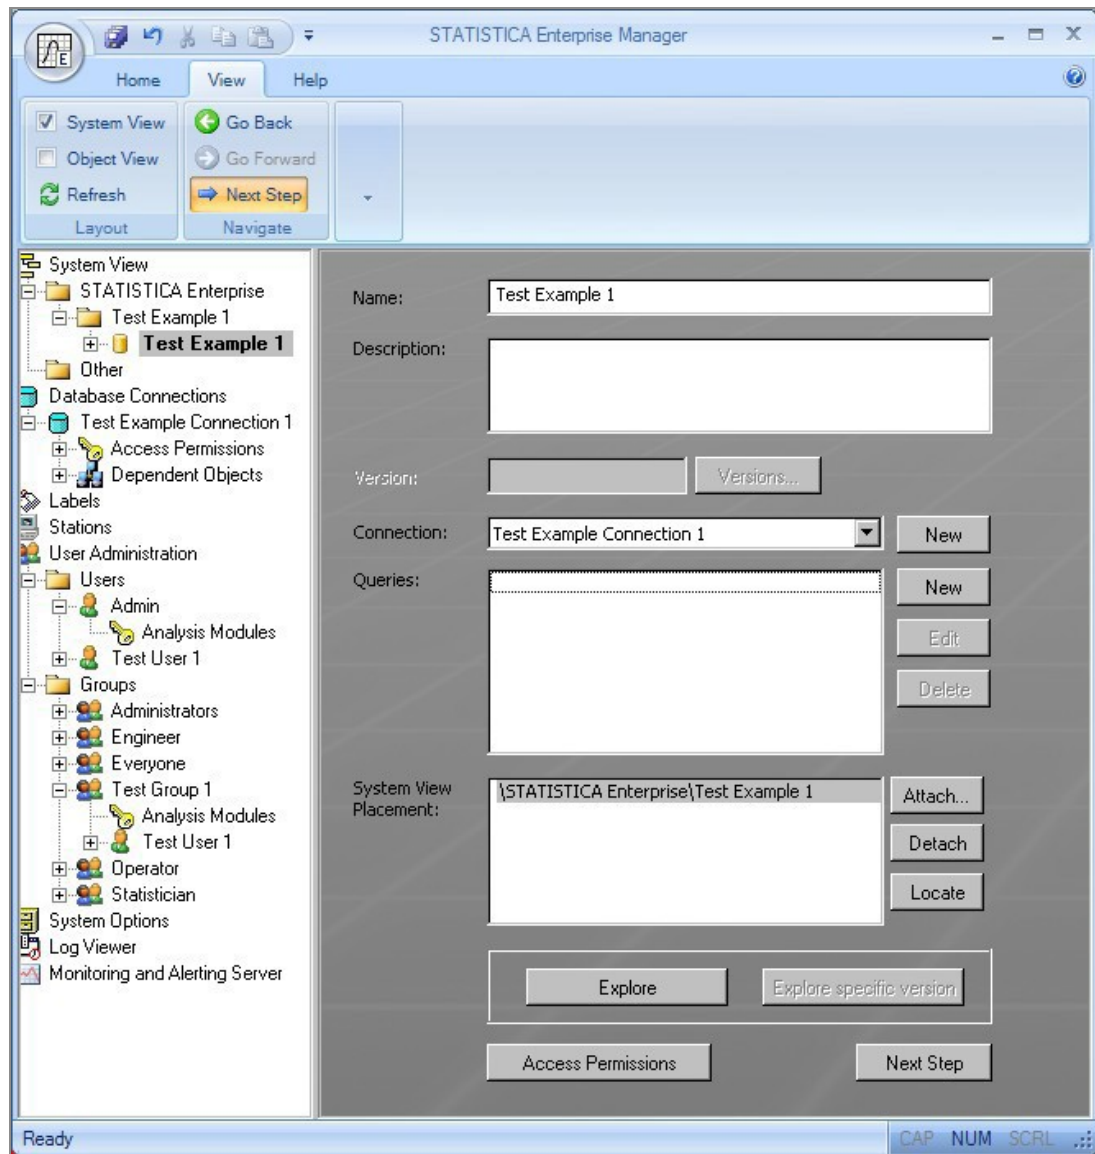 STATISTICA Enterprise Manager
E
Home View Help
System View
Object View
Refresh
Layout
Go Back
Go Forward
Next Step
Navigate
System View
STATISTICA Enterprise
Test Example 1
Test Example 1
Other
Database Connections
Test Example Connection 1
Access Permissions
Dependent Objects
Labels
Stations
User Administration
Users
Admin
Analysis Modules
Test User 1
Groups
Administrators
Engineer
Everyone
Test Group 1
Analysis Modules
Test User 1
Operator
Statistician
System Options
Log Viewer
Monitoring and Alerting Server
Name: Test Example 1
Description:
Version: Versions...
Connection: Test Example Connection 1 New
Queries: New
Edit
Delete
System View
Placement:
\STATISTICA Enterprise\Test Example 1
Attach...
Detach
Locate
Explore Explore specific version
Access Permissions Next Step
Ready CAP NUM SCRL